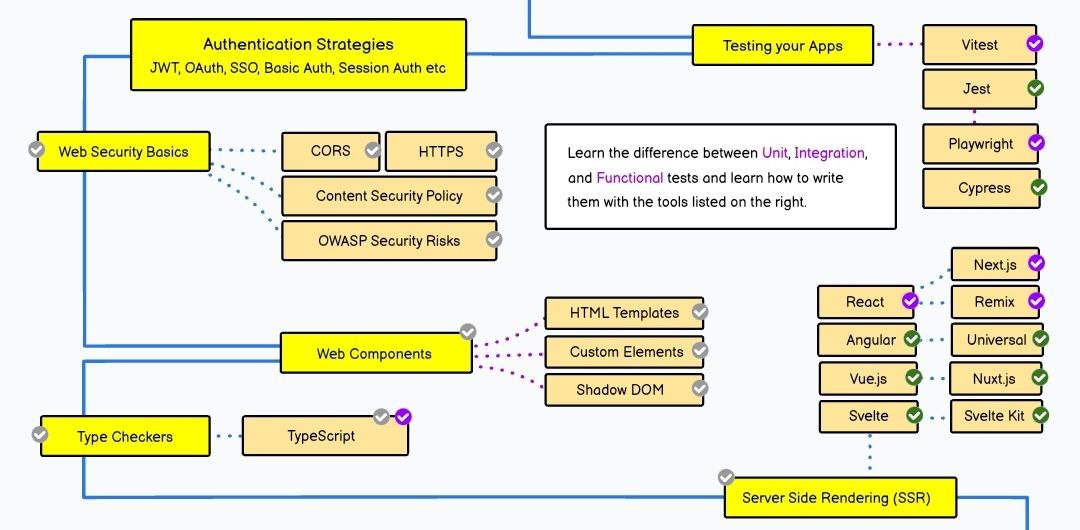 Authentication Strategies
JWT, OAuth, SSO, Basic Auth, Session Auth etc
Testing your Apps
Vitest
Jest
Playwright
Cypress
Web Security Basics
CORS
HTTPS
Content Security Policy
OWASP Security Risks
Learn the difference between Unit, Integration,
and Functional tests and learn how to write
them with the tools listed on the right.
Next.js
React
Remix
Angular
Universal
Vue.js
Nuxt.js
Svelte
Svelte Kit
HTML Templates
Web Components
Custom Elements
Shadow DOM
Type Checkers
TypeScript
Server Side Rendering (SSR)